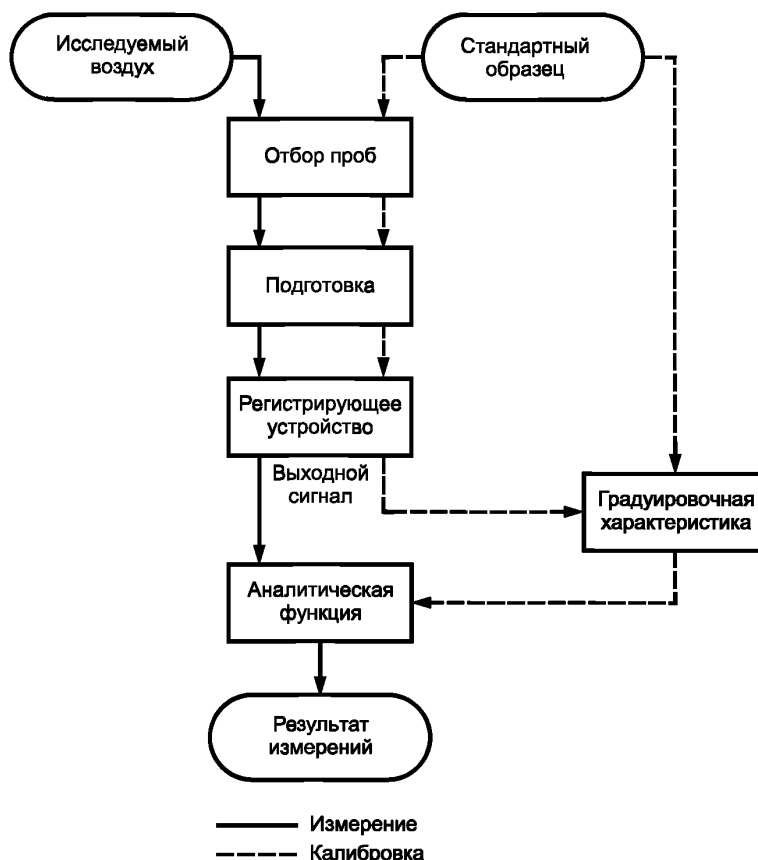 Исследуемый
воздух
Стандартный
образец
Отбор проб
Подготовка
Регистрирующее
устройство
Выходной
сигнал
Градуировочная
характеристика
Аналитическая
функция
Результат
измерений
Измерение
Калибровка